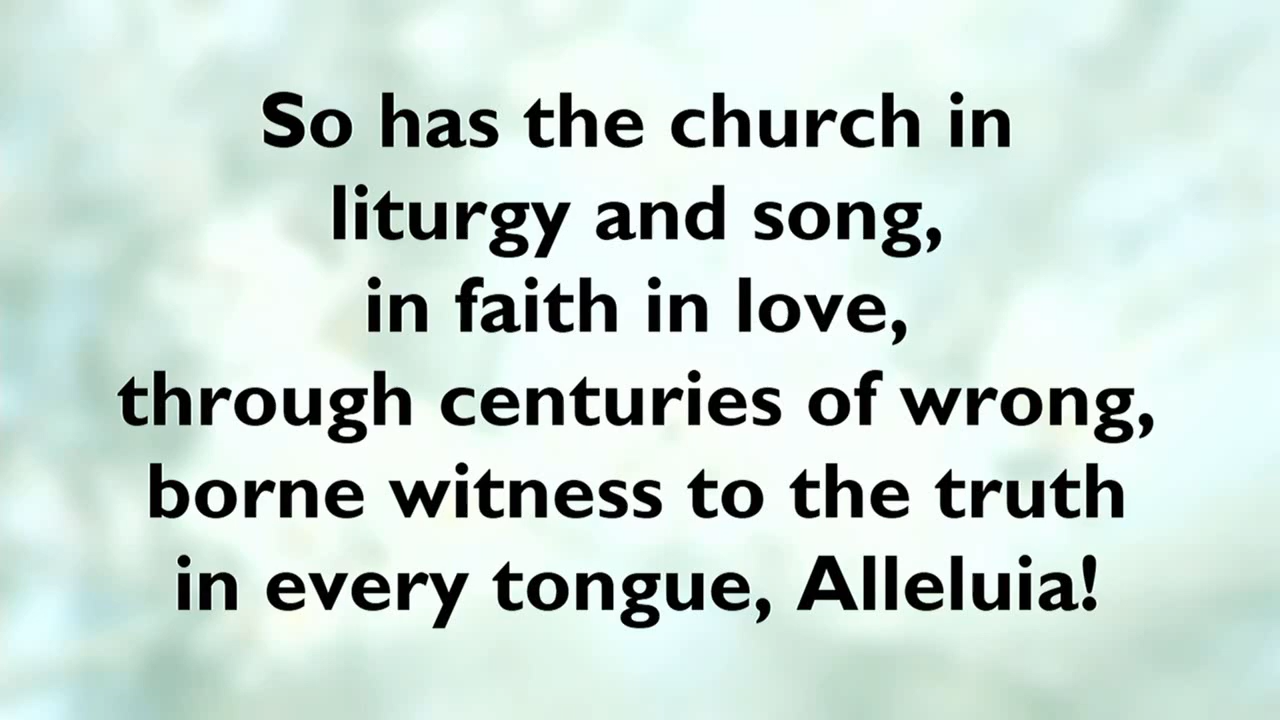 So has the church in
liturgy and song,
in faith in love,
through centuries of wrong,
borne witness to the truth
in every tongue, Alleluia!